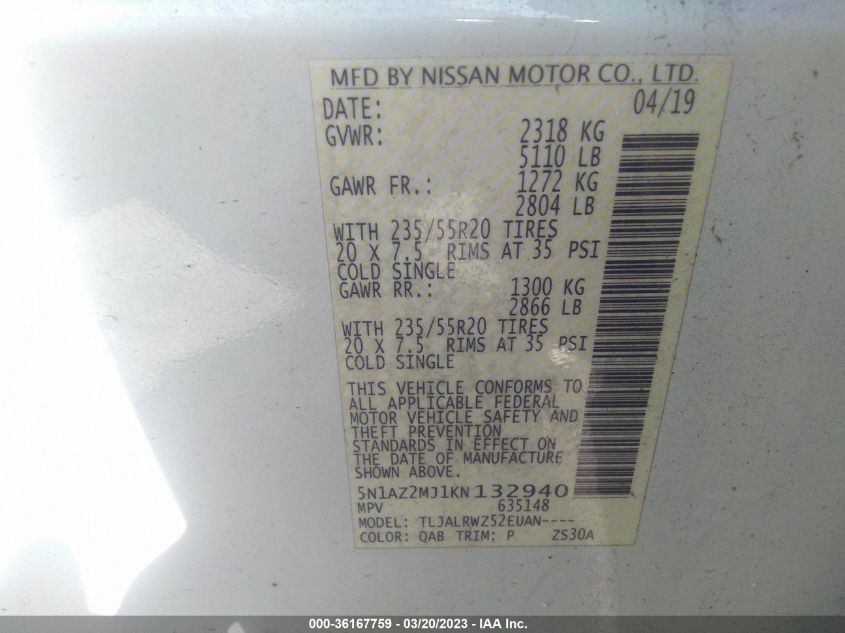 MFD BY NISSAN MOTOR CO., LTD.
DATE: 04/19
GVWR: 2318 KG
5110 LB
GAWR FR.: 1272 KG
2804 LB
WITH 235/55R20 TIRES
20 X 7.5 RIMS AT 35 PSI
COLD SINGLE
GAWR RR.: 1300 KG
2866 LB
WITH 235/55R20 TIRES
20 X 7.5 RIMS AT 35 PSI
COLD SINGLE
THIS VEHICLE CONFORMS TO
ALL APPLICABLE FEDERAL
MOTOR VEHICLE SAFETY AND
THEFT PREVENTION
STANDARDS IN EFFECT ON
THE DATE OF MANUFACTURE
SHOWN ABOVE.
5N1AZ2MJ1KN132940
MPV 635148
MODEL: TLJALRWZ52EUAN----
COLOR: QAB TRIM: P ZS30A
000-36167759 - 03/20/2023 - IAA Inc.